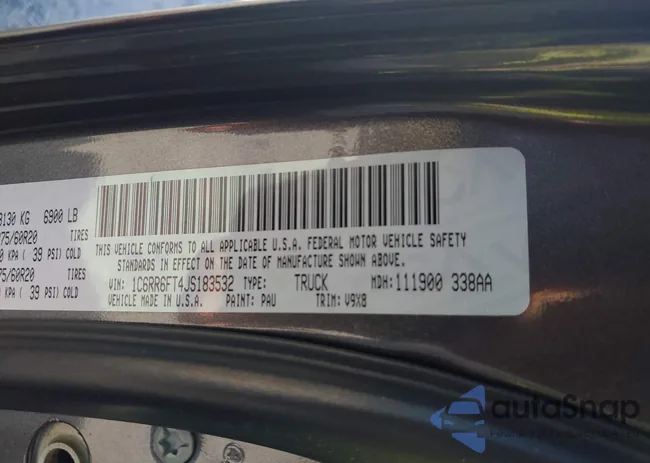 3130 KG 6900 LB
275/60R20 TIRES
KPA ( 39 PSI) COLD
75/60R20 TIRES
KPA ( 39 PSI) COLD
THIS VEHICLE CONFORMS TO ALL APPLICABLE U.S.A. FEDERAL MOTOR VEHICLE SAFETY
STANDARDS IN EFFECT ON THE DATE OF MANUFACTURE SHOWN ABOVE.
VIN: 1C6RR6FT4JS183532 TYPE: TRUCK MDH: 111900 338AA
VEHICLE MADE IN U.S.A. PAINT: PAU TRIM: V9X8
autoSnap